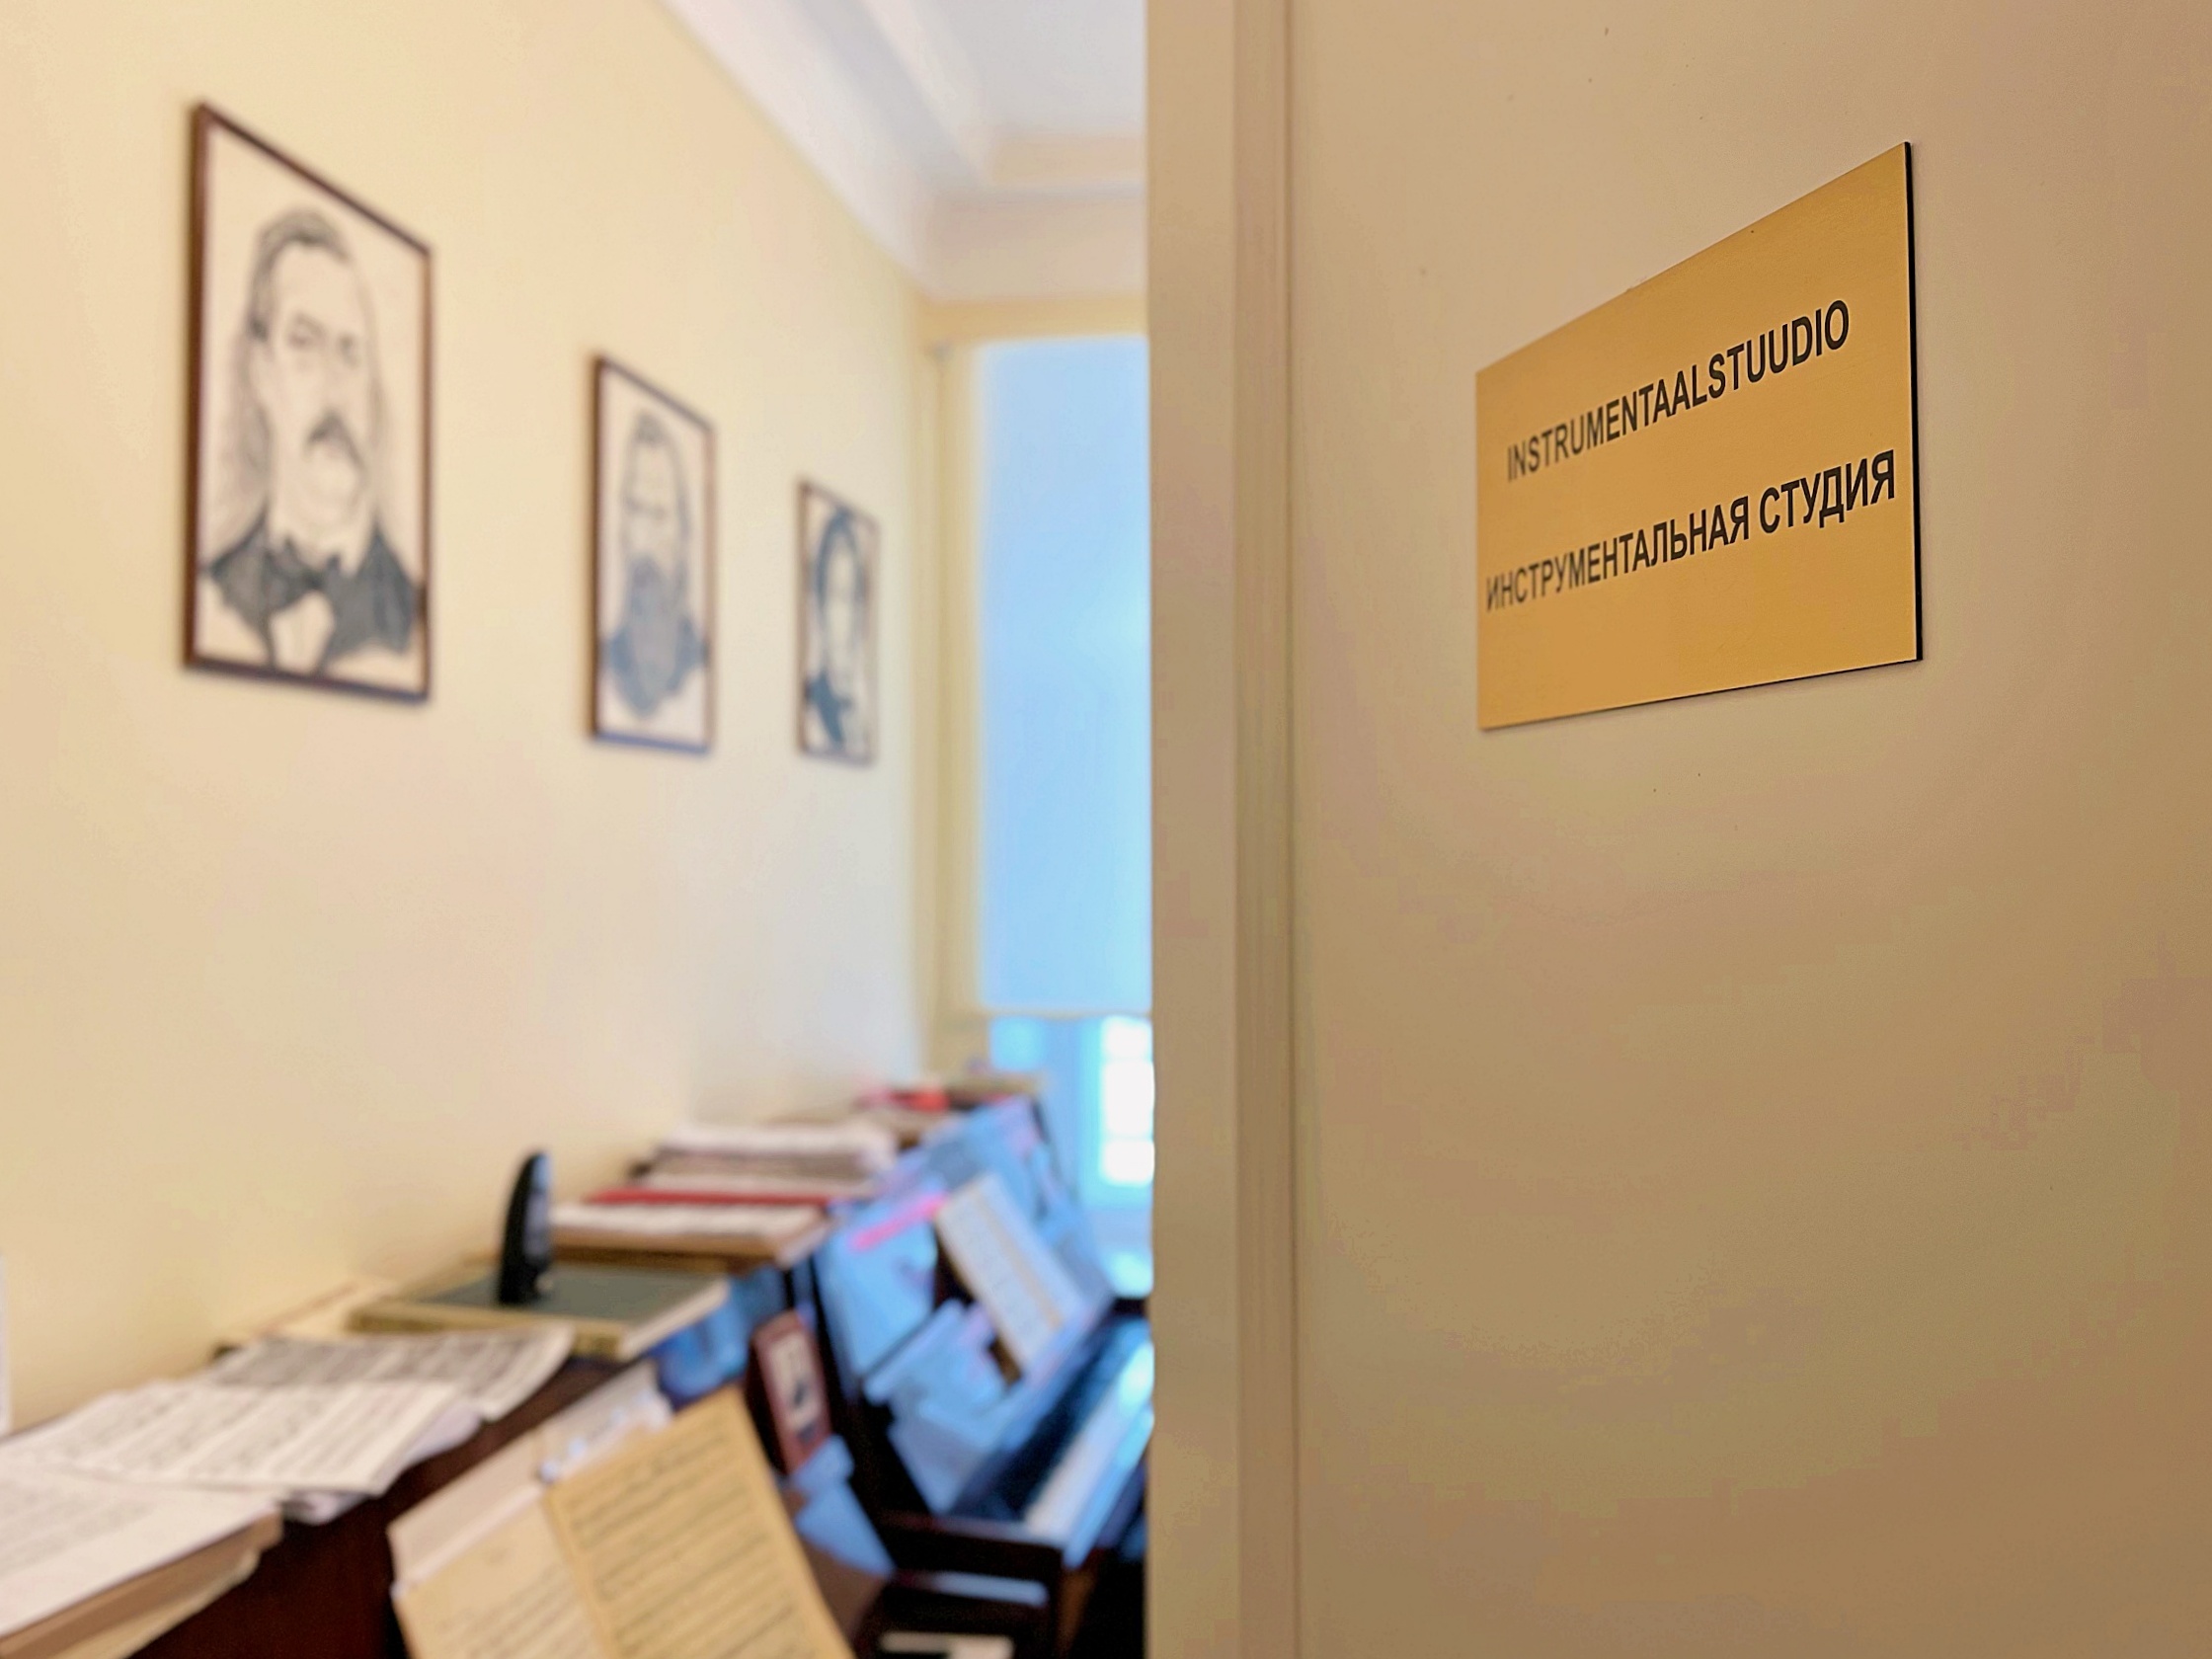 INSTRUMENTAALSTUUDIO
ИНСТРУМЕНТАЛЬНАЯ СТУДИЯ